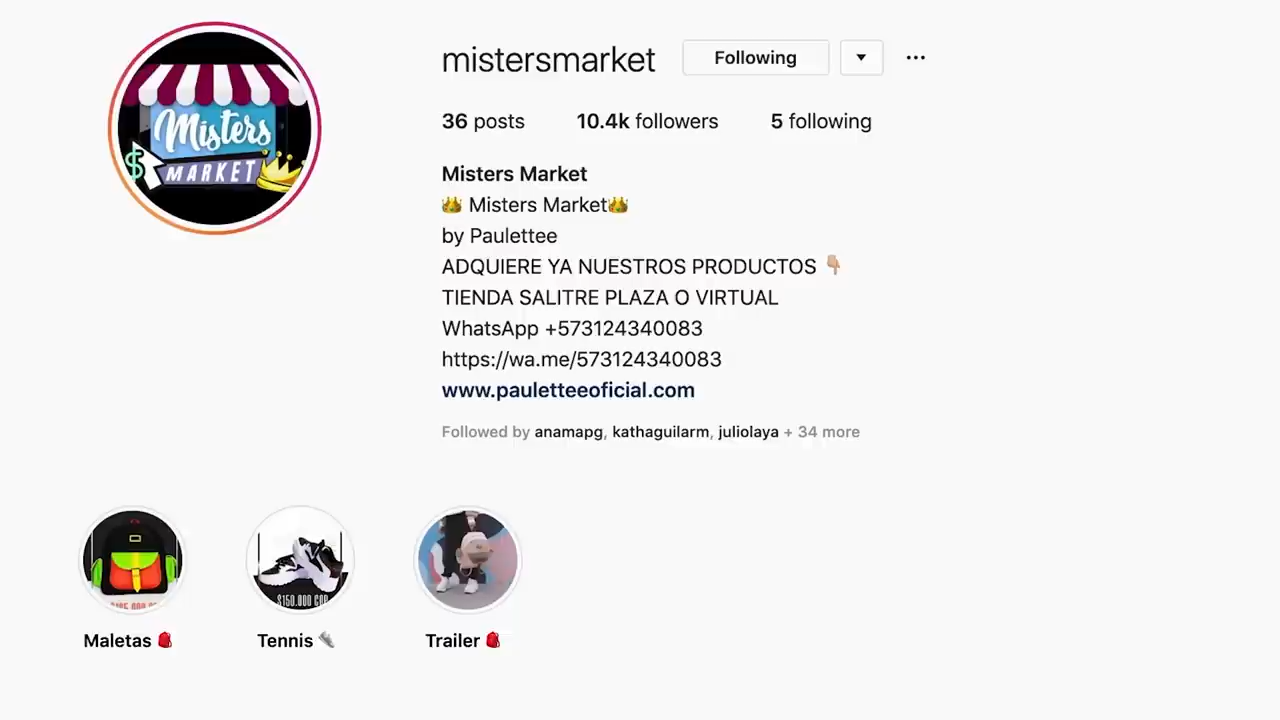 Misters
MARKET
mistersmarket
Following
36 posts
10.4k followers
5 following
Misters Market
👑 Misters Market👑
by Paulettee
ADQUIERE YA NUESTROS PRODUCTOS 👇🏼
TIENDA SALITRE PLAZA O VIRTUAL
WhatsApp +573124340083
https://wa.me/573124340083
www.pauletteeoficial.com
Followed by anamapg, kathaguilarm, juliolaya + 34 more
$150.000 COP
Maletas 🎒
Tennis 👟
Trailer 🎒